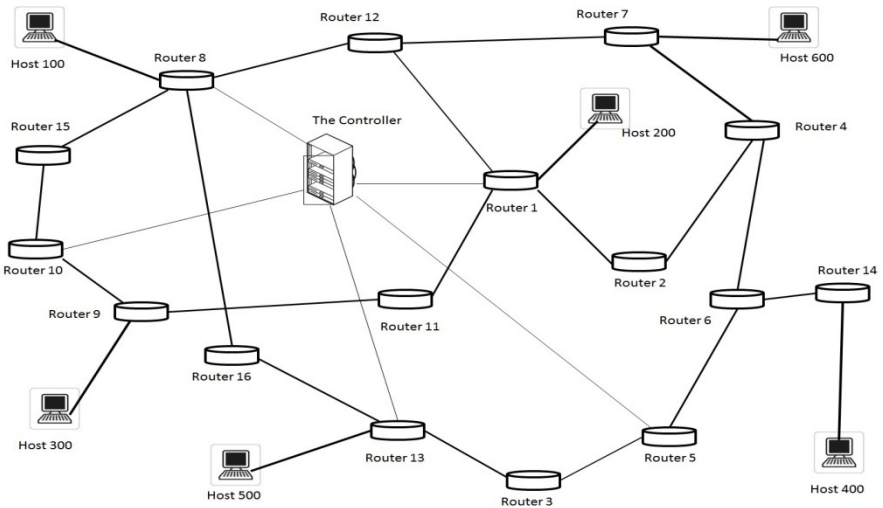 Router 12
Router 7
Host 100
Router 8
Host 600
The Controller
Router 15
Host 200
Router 4
Router 1
Router 10
Router 2
Router 14
Router 9
Router 11
Router 6
Router 16
Host 300
Router 13
Router 5
Host 500
Router 3
Host 400